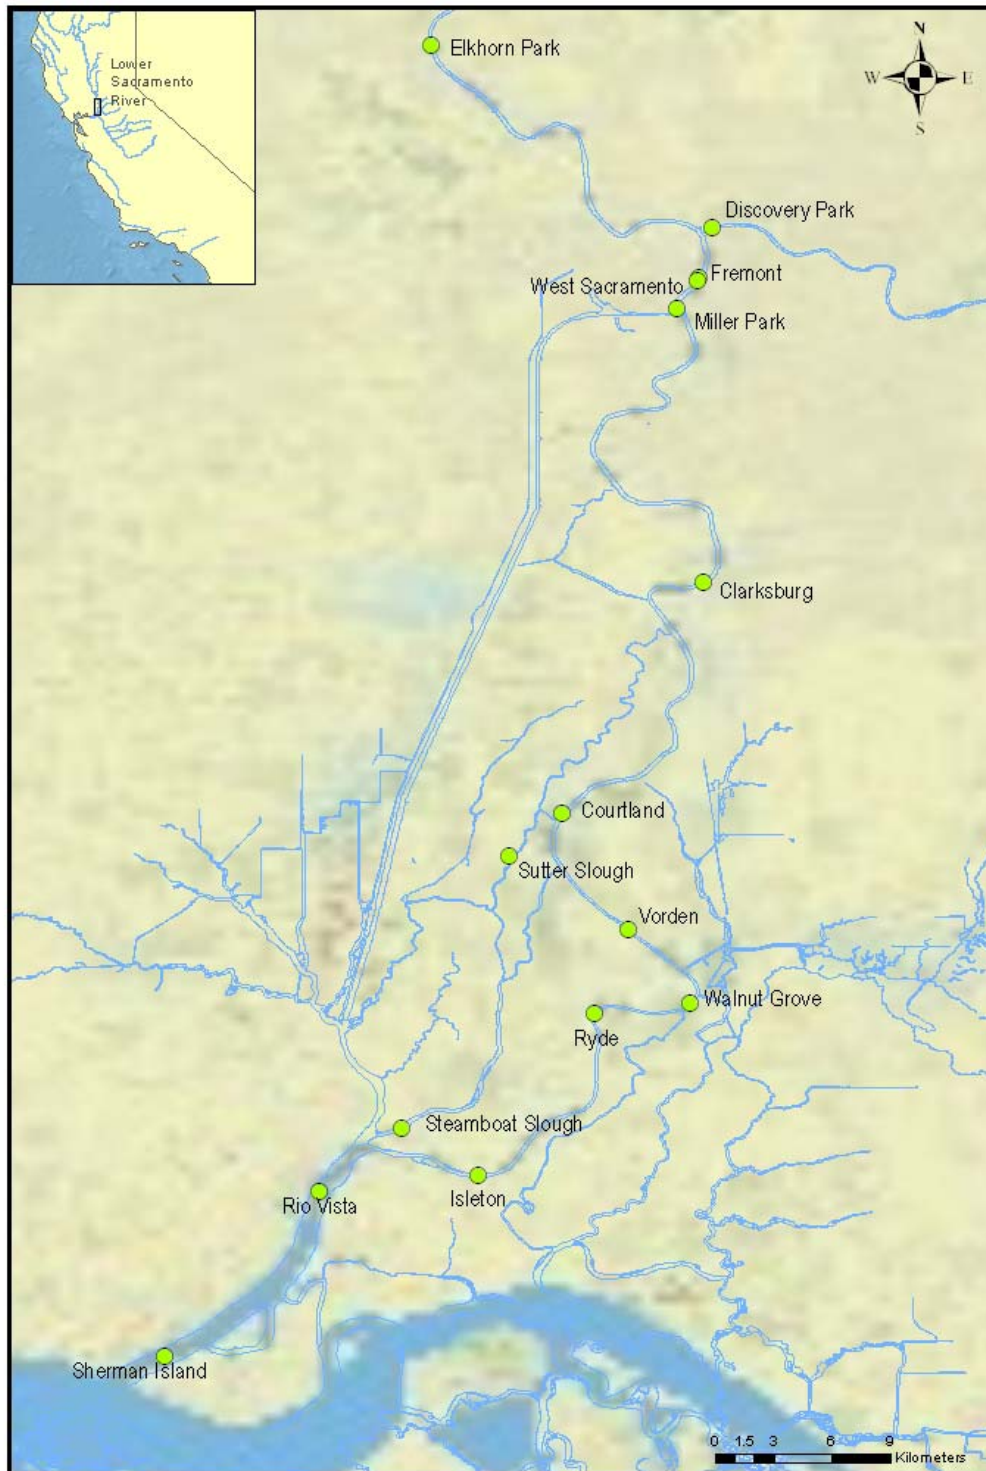 Lower
Sacramento
River
N
W E
S
Elkhorn Park
Discovery Park
Fremont
West Sacramento
Miller Park
Clarksburg
Courtland
Sutter Slough
Vorden
Walnut Grove
Ryde
Steamboat Slough
Isleton
Rio Vista
Sherman Island
0 1.5 3 6 9
Kilometers